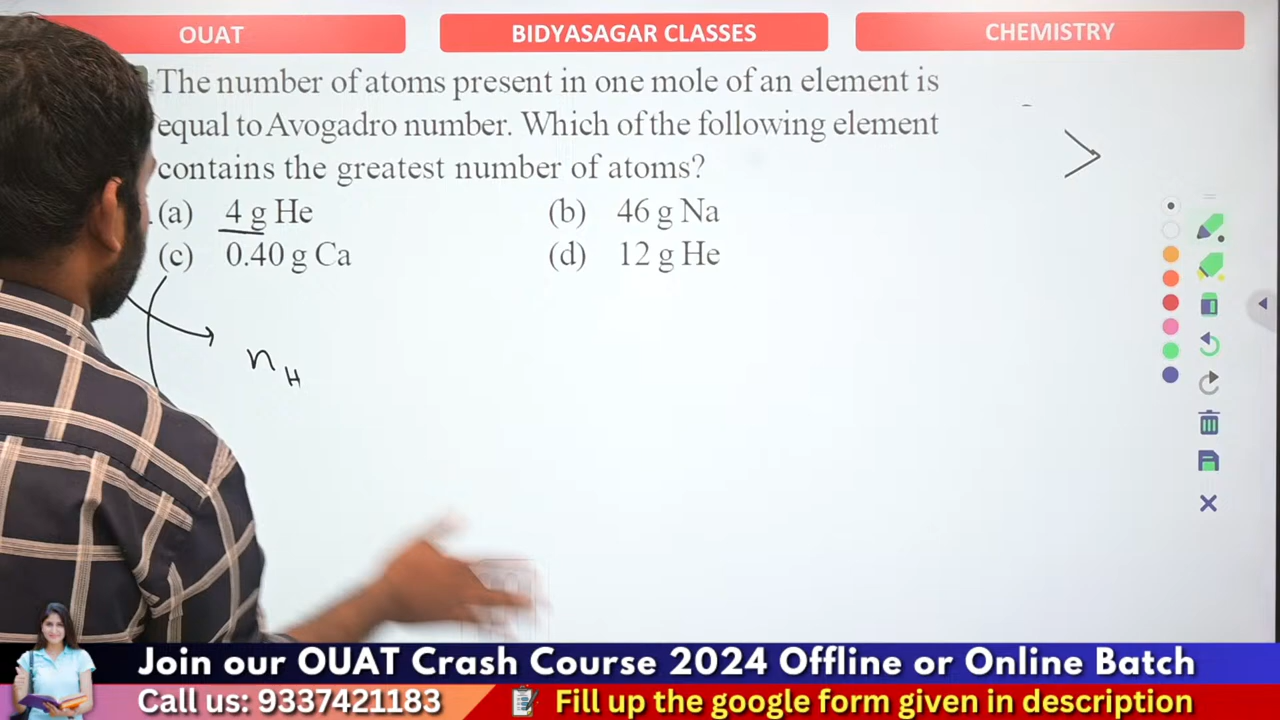 OUAT
BIDYASAGAR CLASSES
CHEMISTRY
The number of atoms present in one mole of an element is
equal to Avogadro number. Which of the following element
contains the greatest number of atoms?
(a) 4 g He
(b) 46 g Na
(c) 0.40 g Ca
(d) 12 g He
n H
>
Join our OUAT Crash Course 2024 Offline or Online Batch
Call us: 9337421183
Fill up the google form given in description